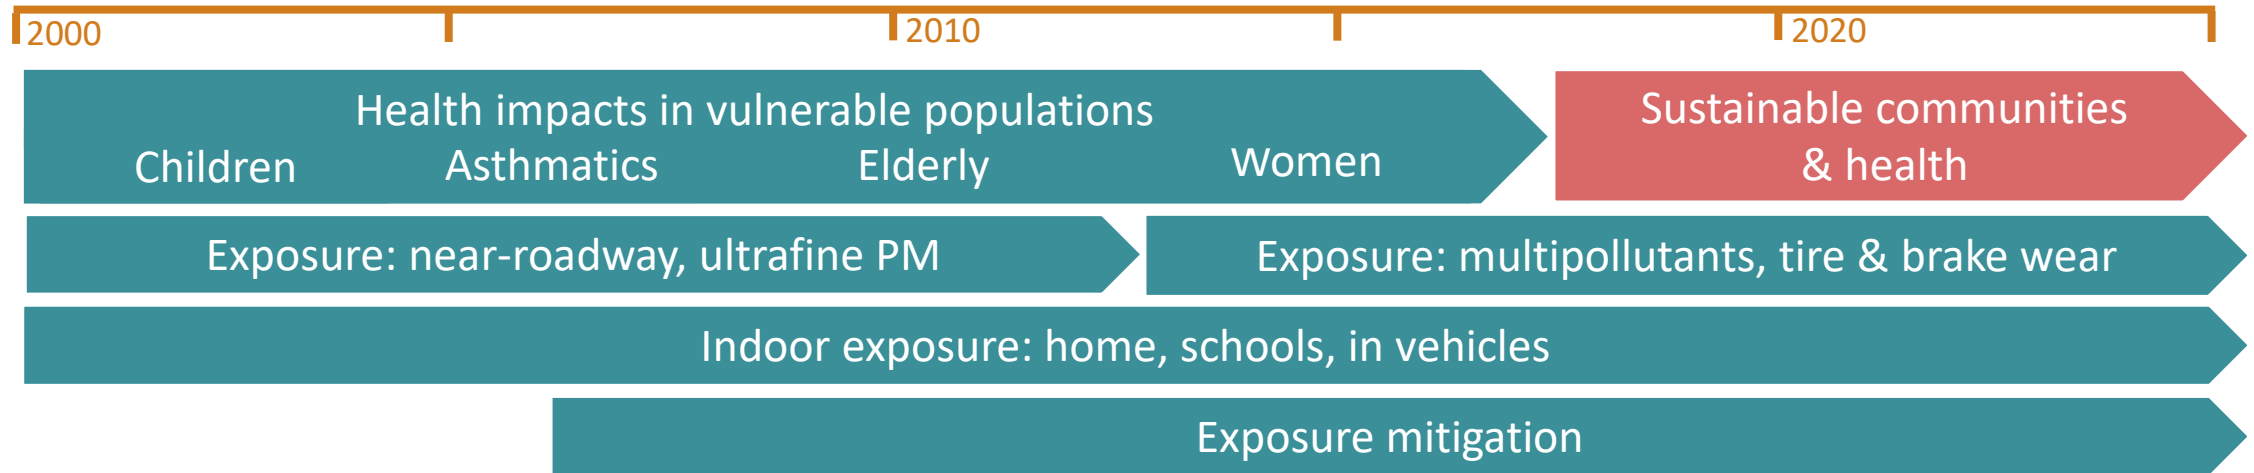 2000 2010 2020
Health impacts in vulnerable populations
Children Asthmatics Elderly Women
Sustainable communities
& health
Exposure: near-roadway, ultrafine PM
Exposure: multipollutants, tire & brake wear
Indoor exposure: home, schools, in vehicles
Exposure mitigation